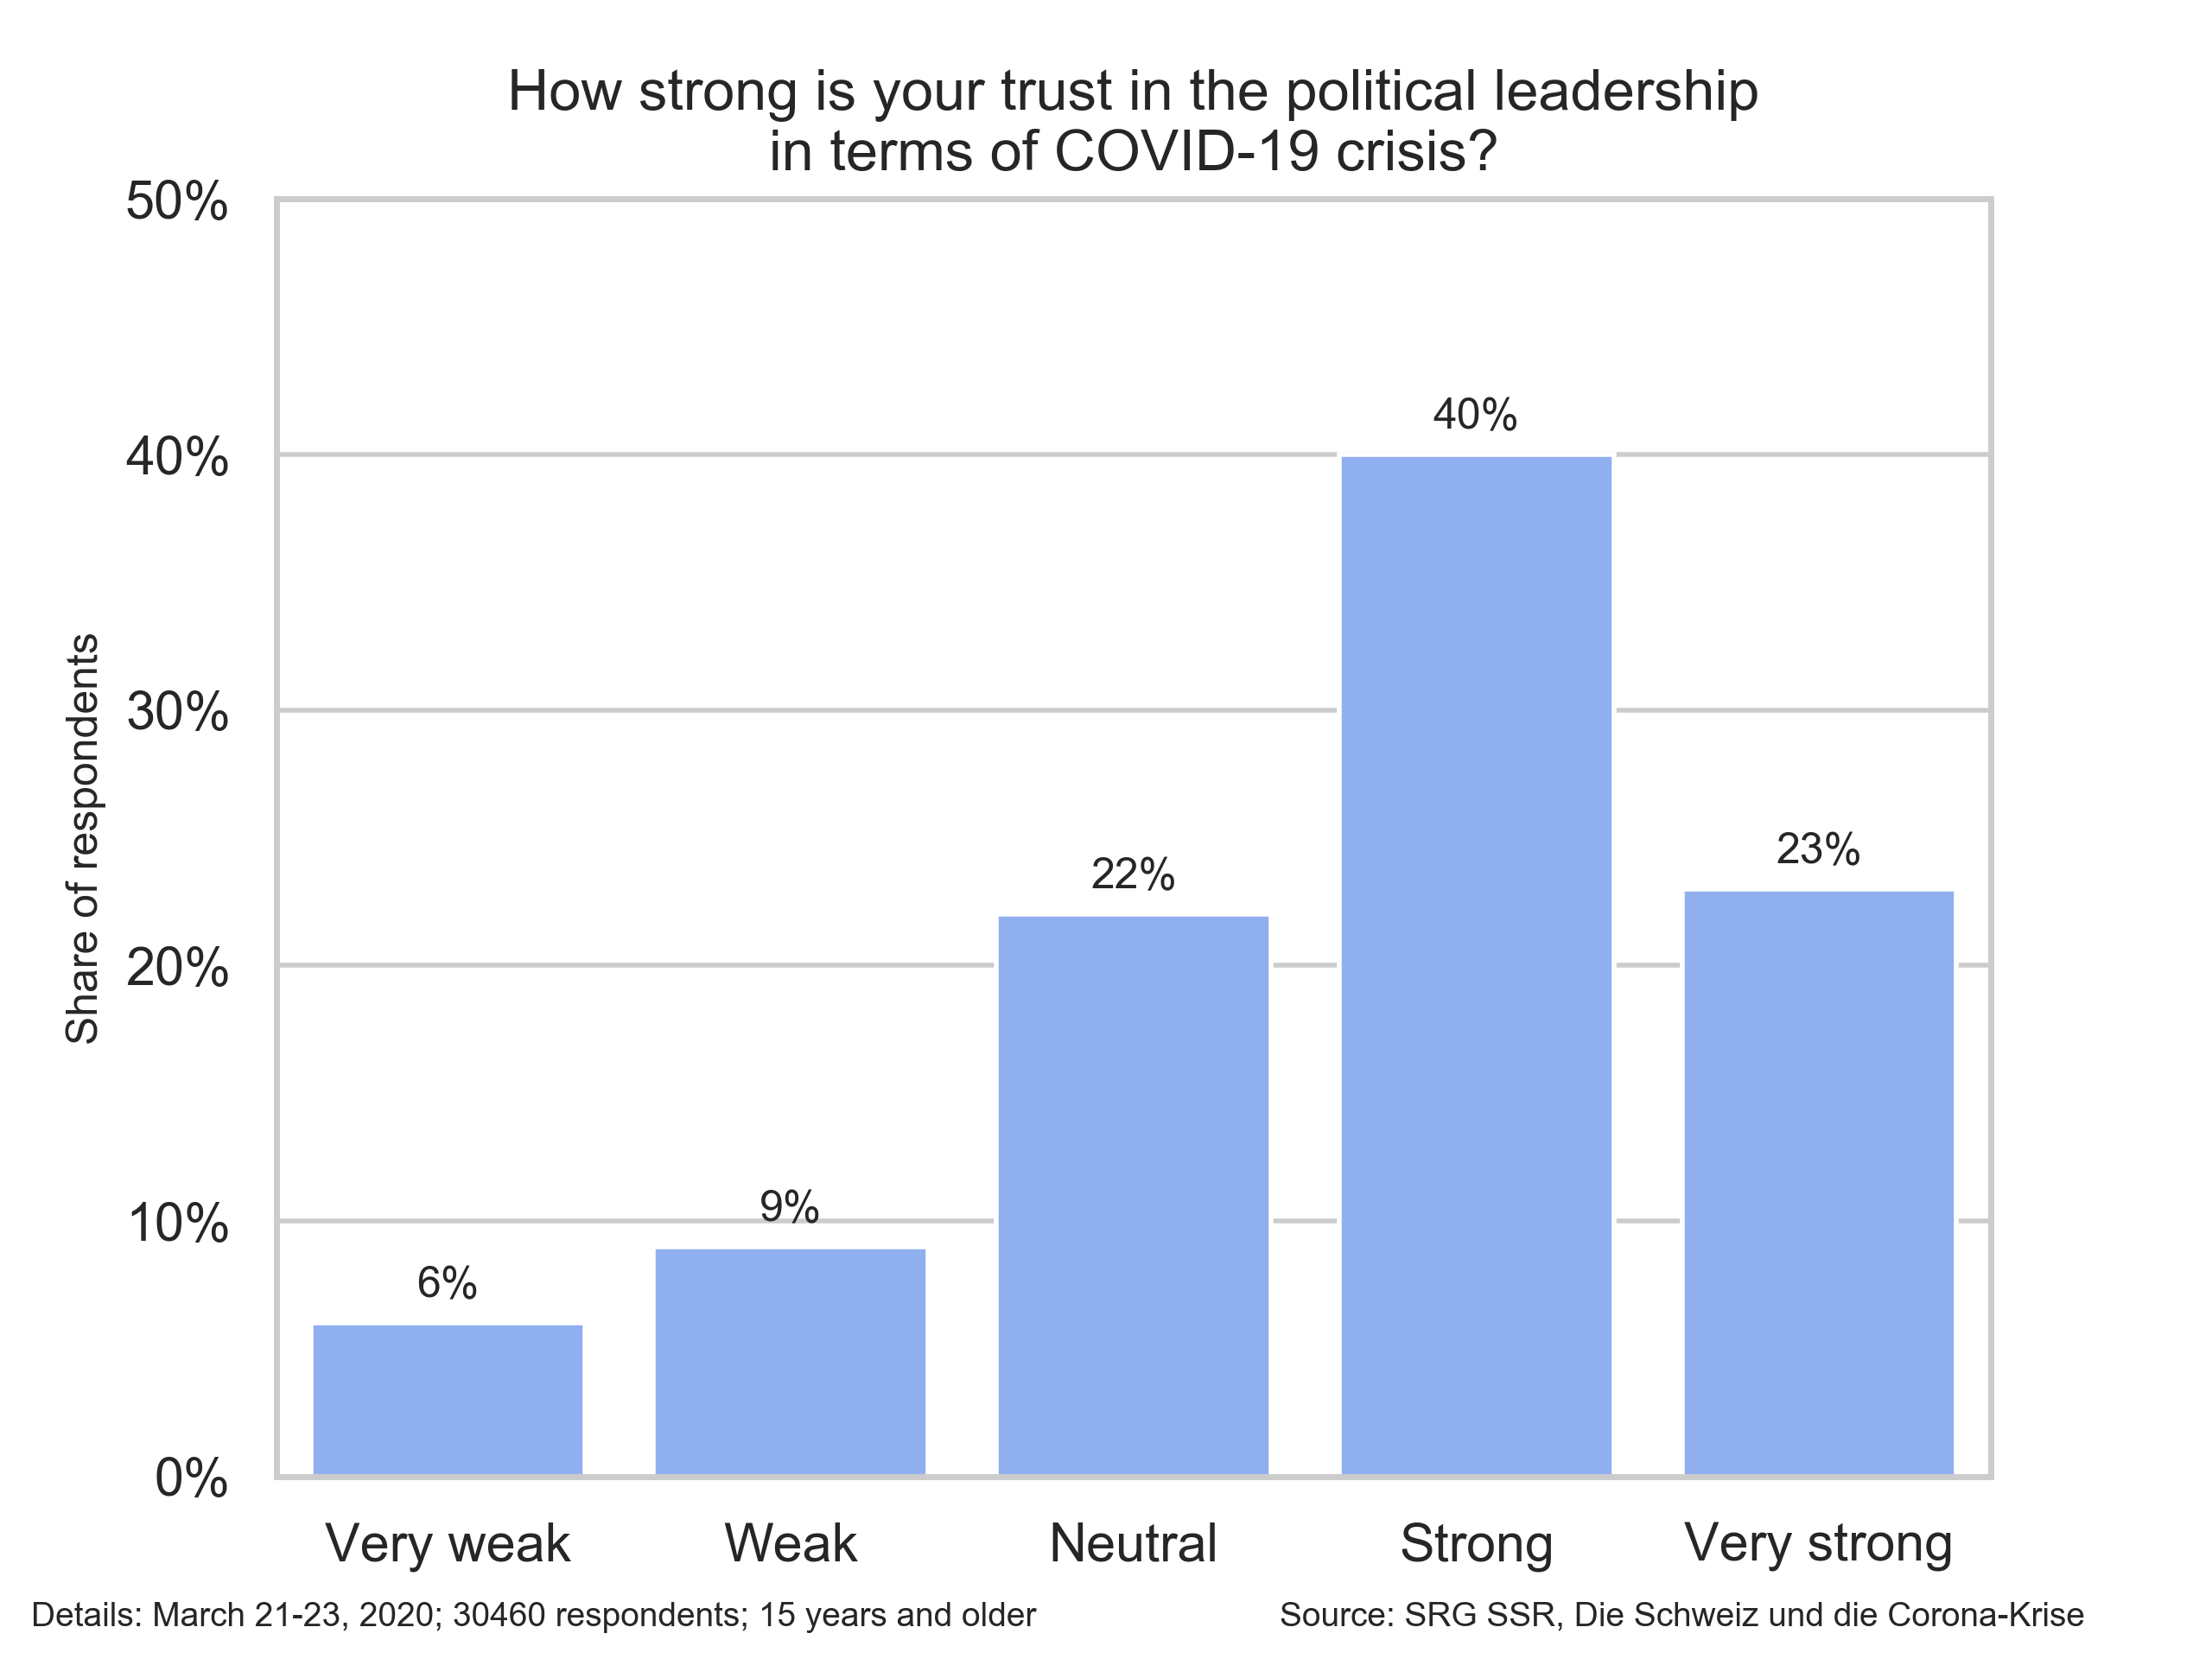 How strong is your trust in the political leadership
in terms of COVID-19 crisis?
50%
40%
30%
20%
10%
0%
Share of respondents
6%
9%
22%
40%
23%
Very weak
Weak
Neutral
Strong
Very strong
Details: March 21-23, 2020; 30460 respondents; 15 years and older
Source: SRG SSR, Die Schweiz und die Corona-Krise